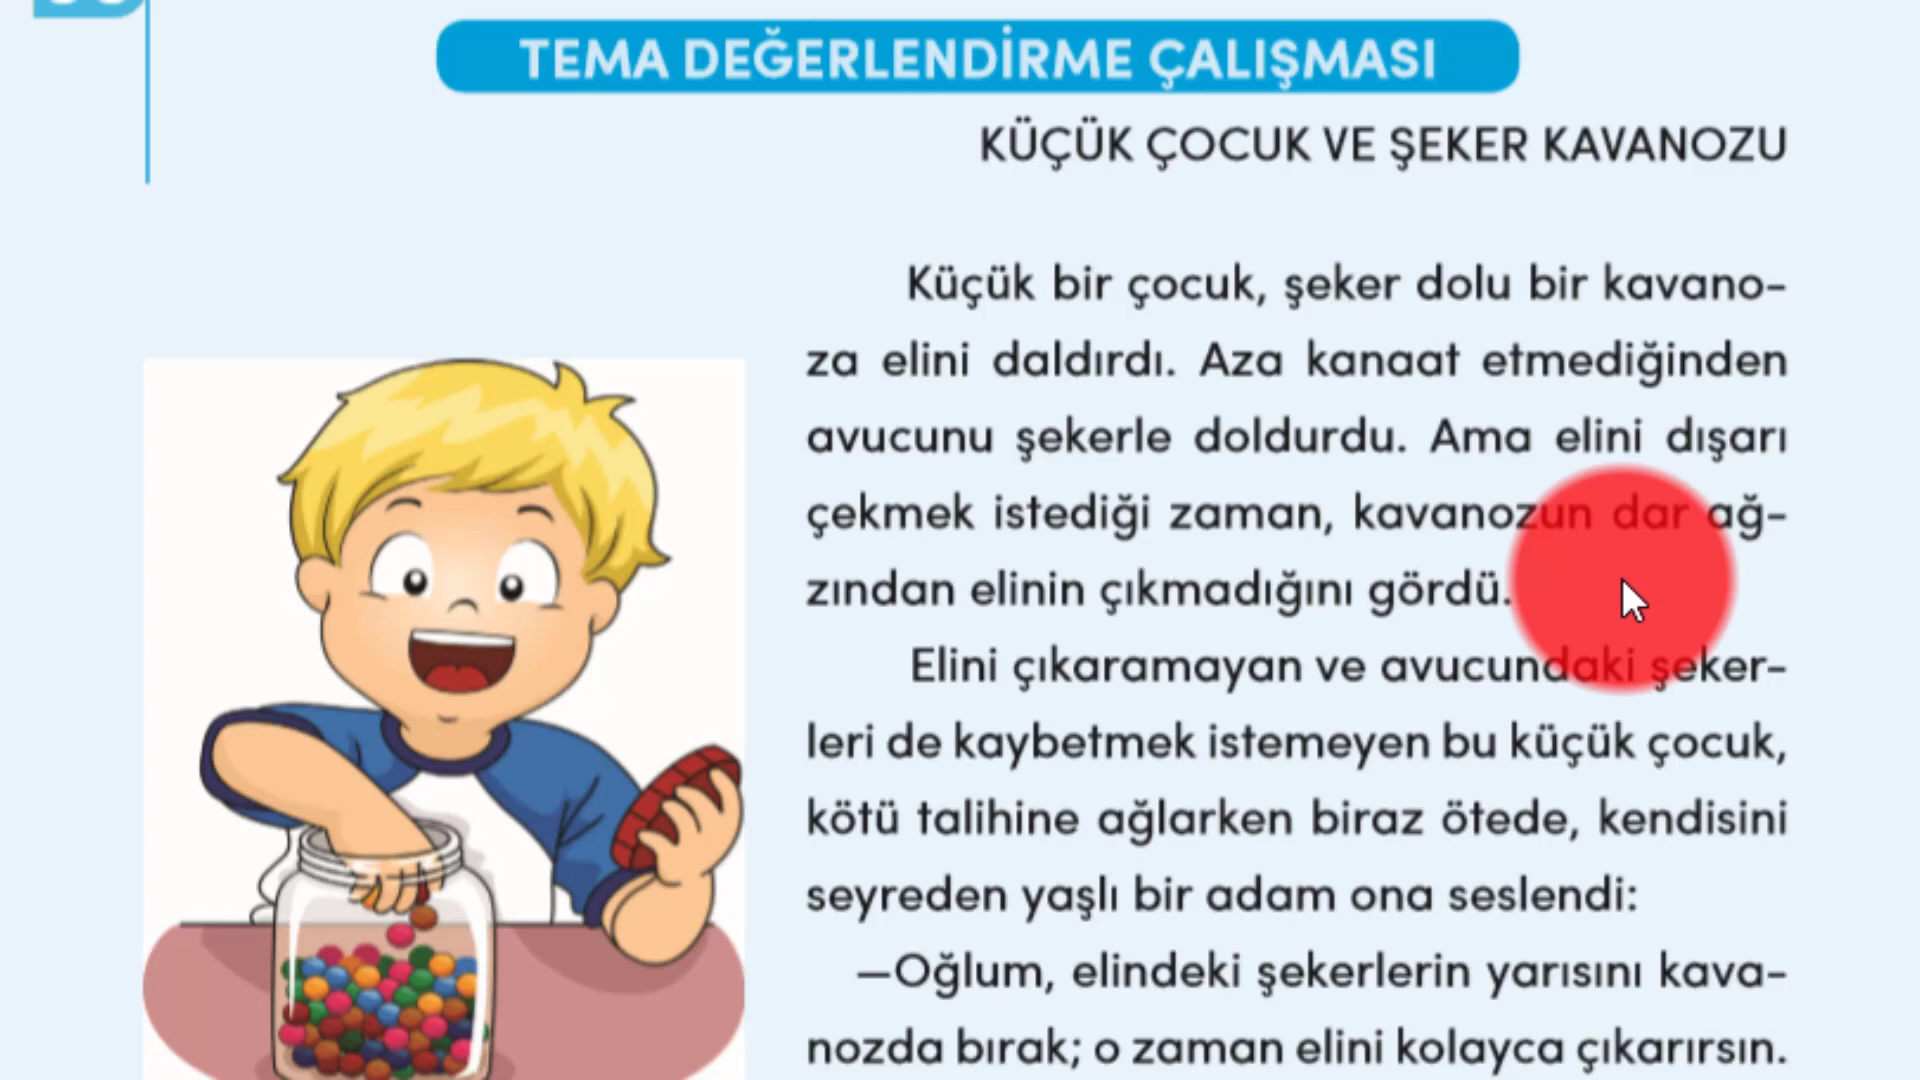 TEMA DEĞERLENDİRME ÇALIŞMASI
KÜÇÜK ÇOCUK VE ŞEKER KAVANOZU
Küçük bir çocuk, şeker dolu bir kavano-
za elini daldırdı. Aza kanaat etmediğinden
avucunu şekerle doldurdu. Ama elini dışarı
çekmek istediği zaman, kavanozun dar ağ-
zından elinin çıkmadığını gördü.
Elini çıkaramayan ve avucundaki şeker-
leri de kaybetmek istemeyen bu küçük çocuk,
kötü talihine ağlarken biraz ötede, kendisini
seyreden yaşlı bir adam ona seslendi:
—Oğlum, elindeki şekerlerin yarısını kava-
nozda bırak; o zaman elini kolayca çıkarırsın.